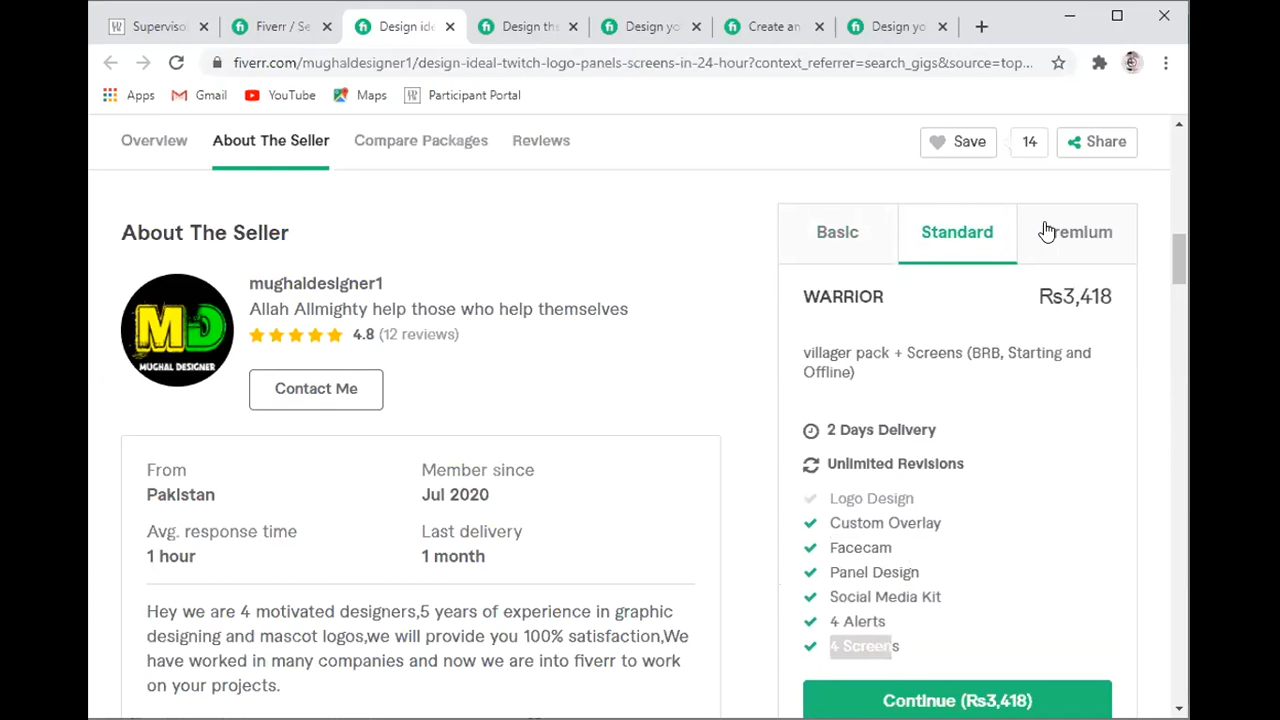 Superviso
Fiverr / Se
Design ide
Design the
Design yo
Create an
Design yo
fiverr.com/mughaldesigner1/design-ideal-twitch-logo-panels-screens-in-24-hour?context_referrer=search_gigs&source=top...
Apps
Gmail
YouTube
Maps
Participant Portal
Overview
About The Seller
Compare Packages
Reviews
Save
14
Share
About The Seller
MD
MUGHAL DESIGNER
mughaldesigner1
Allah Allmighty help those who help themselves
4.8 (12 reviews)
Contact Me
From
Pakistan
Member since
Jul 2020
Avg. response time
1 hour
Last delivery
1 month
Hey we are 4 motivated designers,5 years of experience in graphic
designing and mascot logos,we will provide you 100% satisfaction,We
have worked in many companies and now we are into fiverr to work
on your projects.
Basic
Standard
Premium
WARRIOR
Rs3,418
villager pack + Screens (BRB, Starting and
Offline)
2 Days Delivery
Unlimited Revisions
Logo Design
Custom Overlay
Facecam
Panel Design
Social Media Kit
4 Alerts
4 Screens
Continue (Rs3,418)